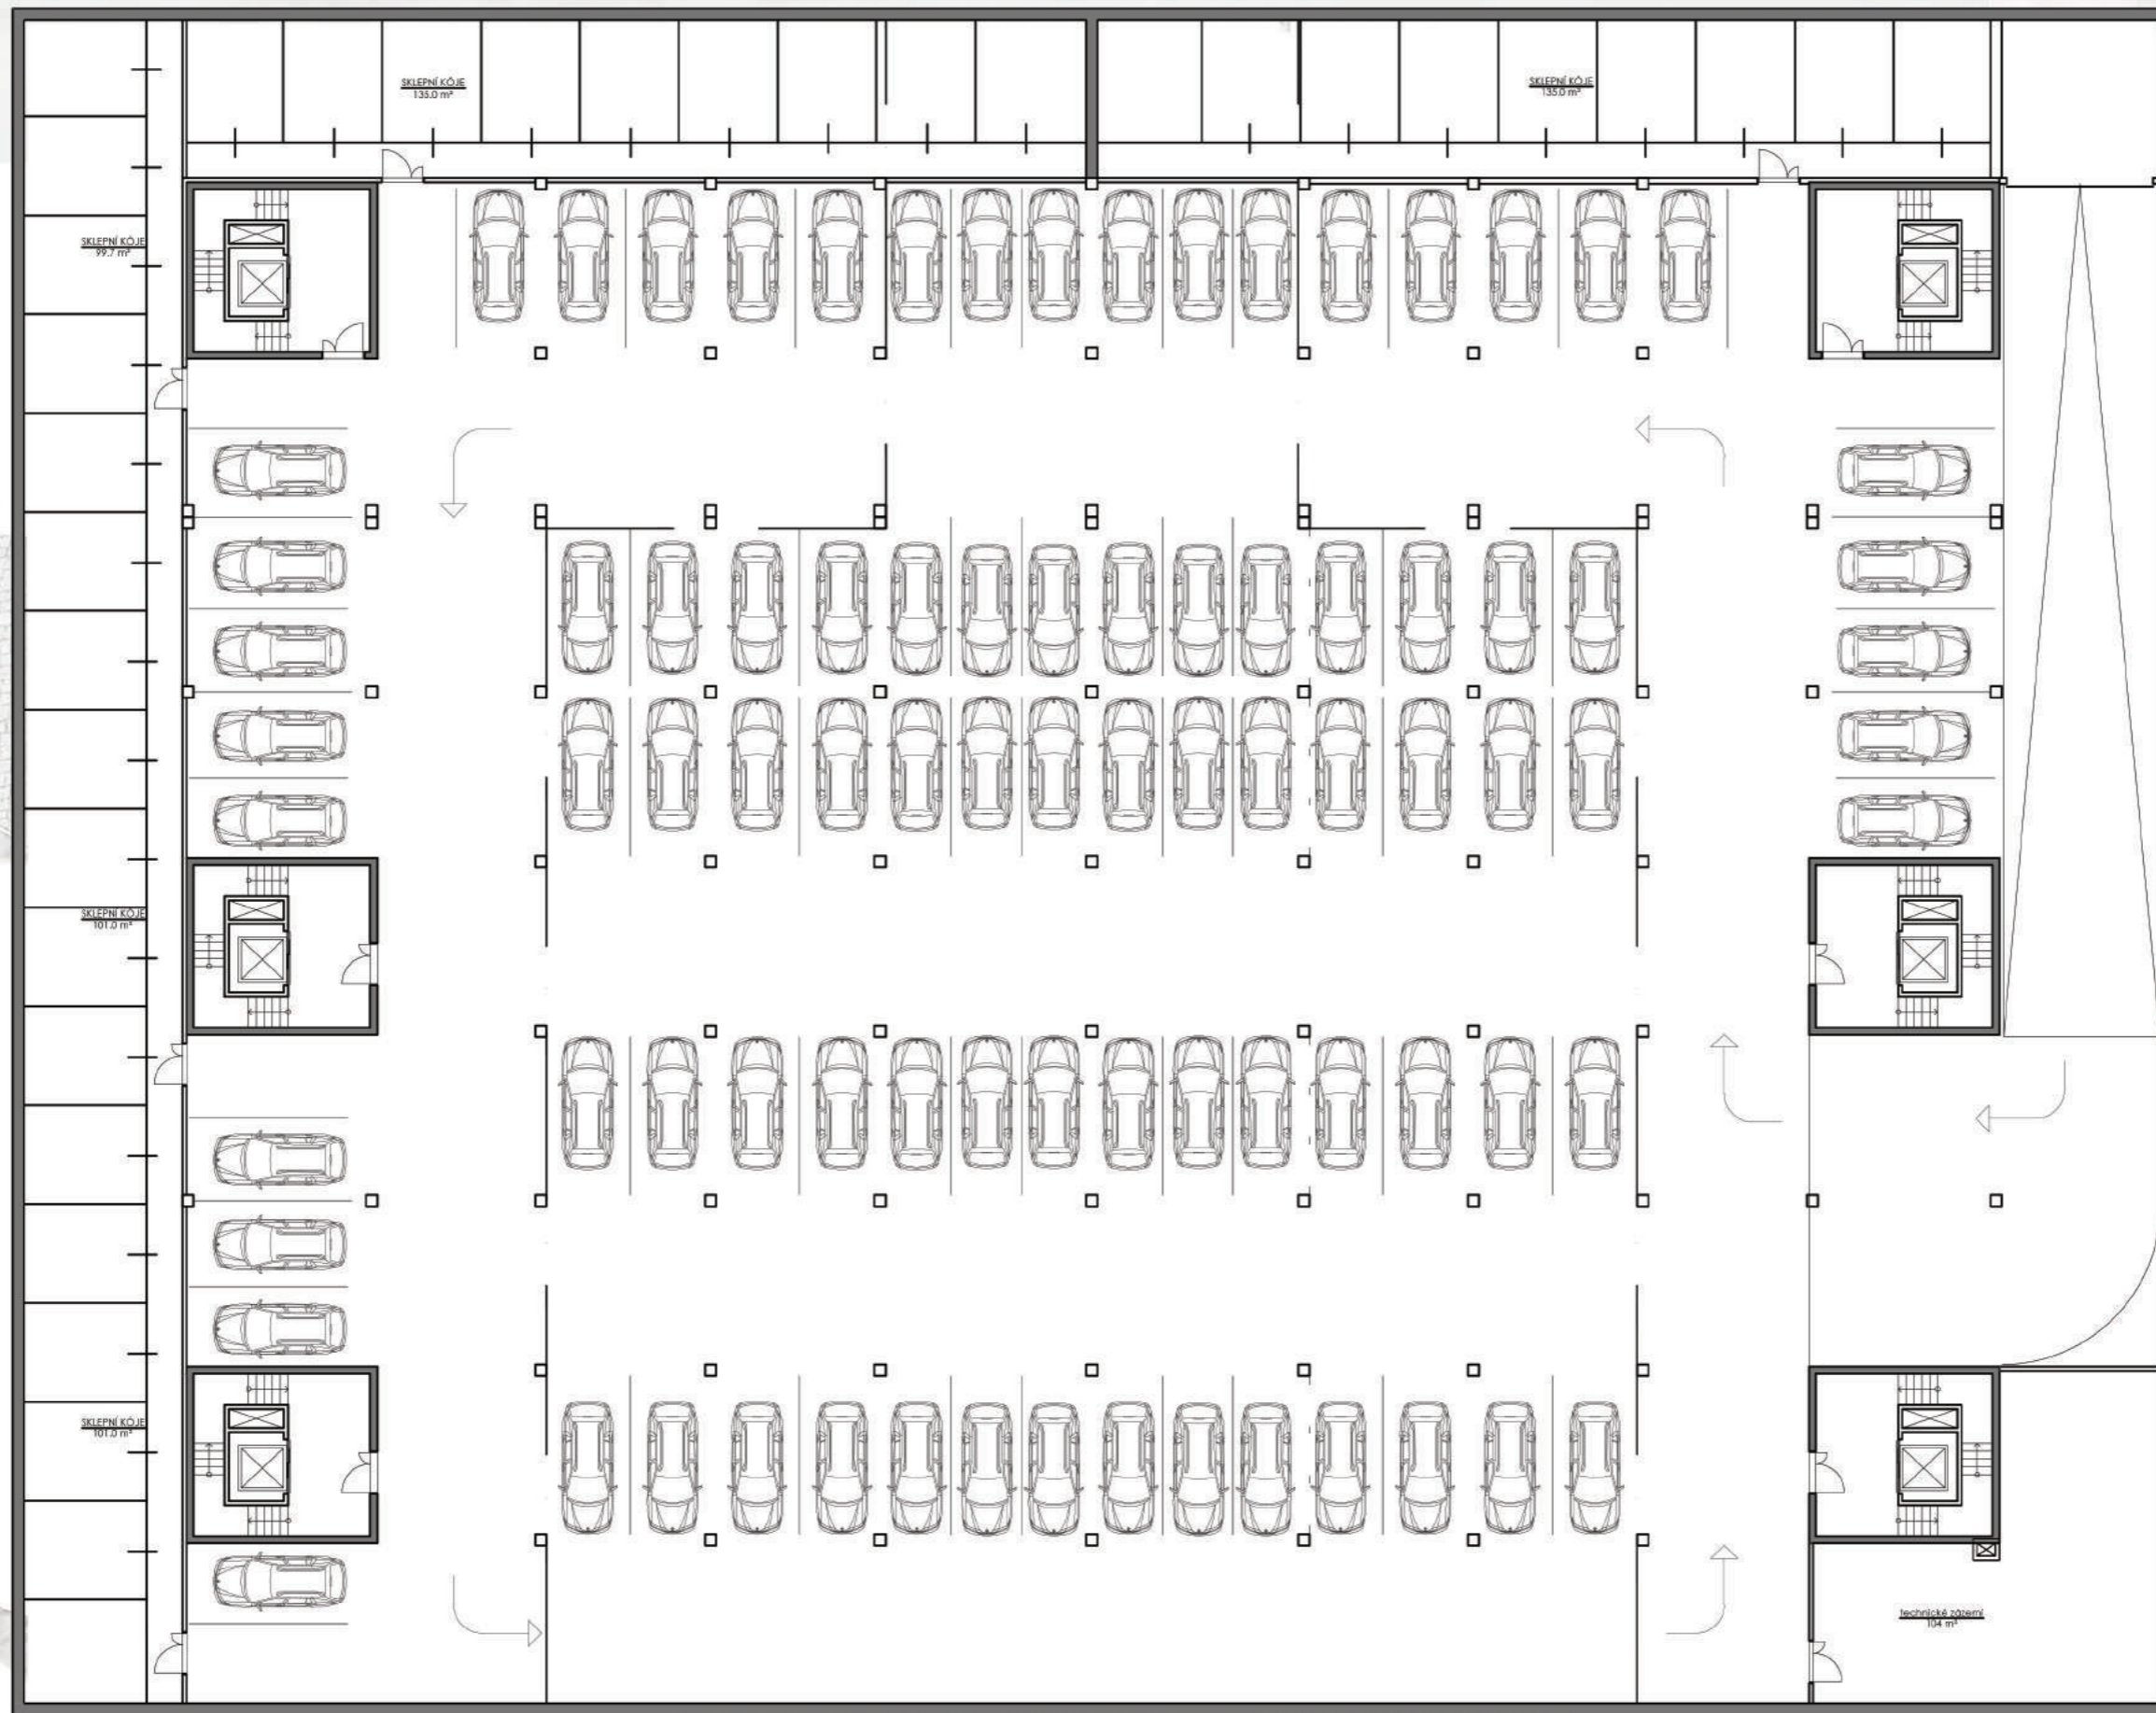 SKLEPNÍ KÓJE
135.0 m²
SKLEPNÍ KÓJE
135.0 m²
SKLEPNÍ KÓJE
99.7 m²
SKLEPNÍ KÓJE
101.0 m²
SKLEPNÍ KÓJE
101.0 m²
technické zázemí
104 m²